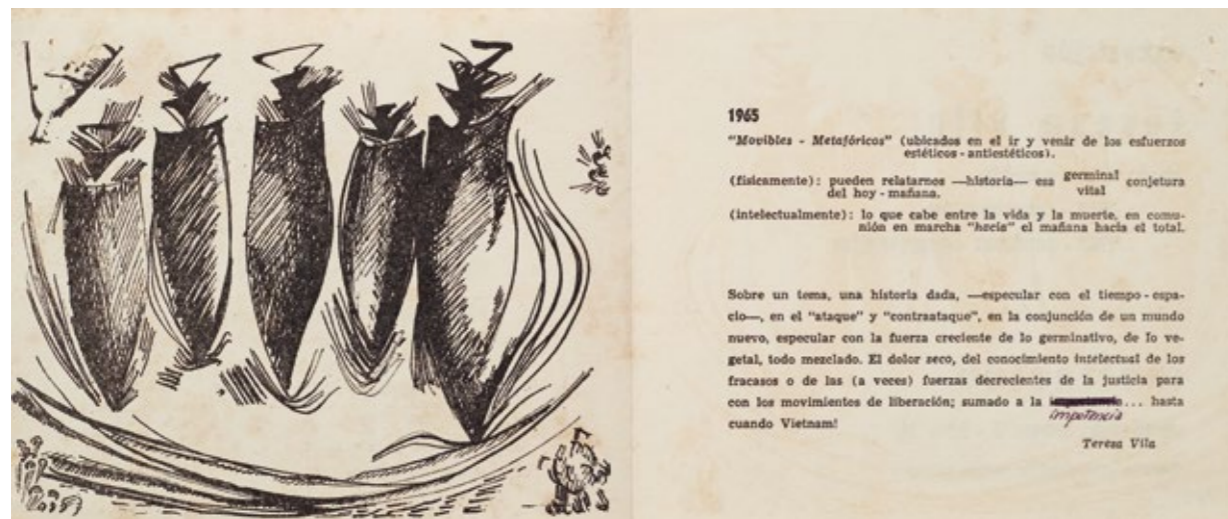 1965
"Movibles - Metafóricos" (ubicados en el ir y venir de los esfuerzos
estéticos - antiestéticos).
(físicamente): pueden relatarnos —historia— esa germinal vital conjetura
del hoy - mañana.
(intelectualmente): lo que cabe entre la vida y la muerte, en comu-
nión en marcha "hacia" el mañana hacia el total.
Sobre un tema, una historia dada, —especular con el tiempo - espa-
cio—, en el "ataque" y "contraataque", en la conjunción de un mundo
nuevo, especular con la fuerza creciente de lo germinativo, de lo ve-
getal, todo mezclado. El dolor seco, del conocimiento intelectual de los
fracasos o de las (a veces) fuerzas decrecientes de la justicia para
con los movimientos de liberación; sumado a la ... hasta
impotencia
cuando Vietnam!
Teresa Vila